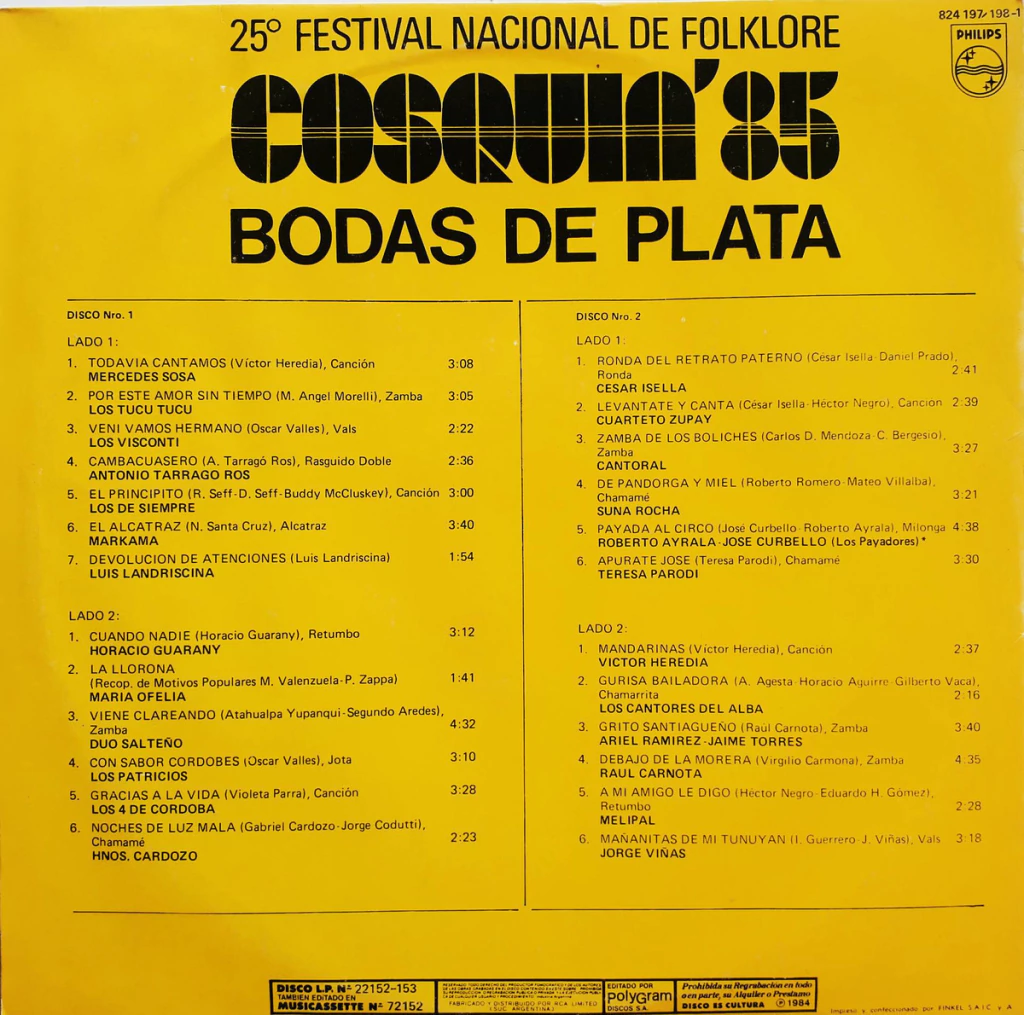 25º FESTIVAL NACIONAL DE FOLKLORE
824 197/198-1
PHILIPS
COSQUIN'85
BODAS DE PLATA
DISCO Nro. 1
LADO 1:
1. TODAVIA CANTAMOS (Víctor Heredia), Canción 3:08
MERCEDES SOSA
2. POR ESTE AMOR SIN TIEMPO (M. Angel Morelli), Zamba 3:05
LOS TUCU TUCU
3. VENI VAMOS HERMANO (Oscar Valles), Vals 2:22
LOS VISCONTI
4. CAMBACUASERO (A. Tarragó Ros), Rasguido Doble 2:36
ANTONIO TARRAGO ROS
5. EL PRINCIPITO (R. Seff-D. Seff-Buddy McCluskey), Canción 3:00
LOS DE SIEMPRE
6. EL ALCATRAZ (N. Santa Cruz), Alcatraz 3:40
MARKAMA
7. DEVOLUCION DE ATENCIONES (Luis Landriscina) 1:54
LUIS LANDRISCINA
LADO 2:
1. CUANDO NADIE (Horacio Guarany), Retumbo 3:12
HORACIO GUARANY
2. LA LLORONA
(Recop. de Motivos Populares M. Valenzuela-P. Zappa) 1:41
MARIA OFELIA
3. VIENE CLAREANDO (Atahualpa Yupanqui-Segundo Aredes),
Zamba 4:32
DUO SALTEÑO
4. CON SABOR CORDOBES (Oscar Valles), Jota 3:10
LOS PATRICIOS
5. GRACIAS A LA VIDA (Violeta Parra), Canción 3:28
LOS 4 DE CORDOBA
6. NOCHES DE LUZ MALA (Gabriel Cardozo-Jorge Codutti),
Chamamé 2:23
HNOS. CARDOZO
DISCO Nro. 2
LADO 1:
1. RONDA DEL RETRATO PATERNO (César Isella-Daniel Prado),
Ronda 2:41
CESAR ISELLA
2. LEVANTATE Y CANTA (César Isella-Héctor Negro), Canción 2:39
CUARTETO ZUPAY
3. ZAMBA DE LOS BOLICHES (Carlos D. Mendoza-C. Bergesio),
Zamba 3:27
CANTORAL
4. DE PANDORGA Y MIEL (Roberto Romero-Mateo Villalba),
Chamamé 3:21
SUNA ROCHA
5. PAYADA AL CIRCO (José Curbello-Roberto Ayrala), Milonga 4:38
ROBERTO AYRALA-JOSE CURBELLO (Los Payadores)*
6. APURATE JOSE (Teresa Parodi), Chamamé 3:30
TERESA PARODI
LADO 2:
1. MANDARINAS (Víctor Heredia), Canción 2:37
VICTOR HEREDIA
2. GURISA BAILADORA (A. Agesta-Horacio Aguirre-Gilberto Vaca),
Chamarrita 2:16
LOS CANTORES DEL ALBA
3. GRITO SANTIAGUEÑO (Raúl Carnota), Zamba 3:40
ARIEL RAMIREZ-JAIME TORRES
4. DEBAJO DE LA MORERA (Virgilio Carmona), Zamba 4:35
RAUL CARNOTA
5. A MI AMIGO LE DIGO (Héctor Negro-Eduardo H. Gómez),
Retumbo 2:28
MELIPAL
6. MAÑANITAS DE MI TUNUYAN (I. Guerrero-J. Viñas), Vals 3:18
JORGE VIÑAS
DISCO L.P. Nº 22152-153
TAMBIEN EDITADO EN
MUSICASSETTE Nº 72152
FABRICADO Y DISTRIBUIDO POR RCA LIMITED
(SUC. ARGENTINA)
EDITADO POR
polygram
DISCOS S.A.
Prohibida su Regrabación en todo
o en parte, su Alquiler o Prestamo
DISCO ES CULTURA ℗ 1984
Impreso y confeccionado por FINKEL S.A.I.C. y A.